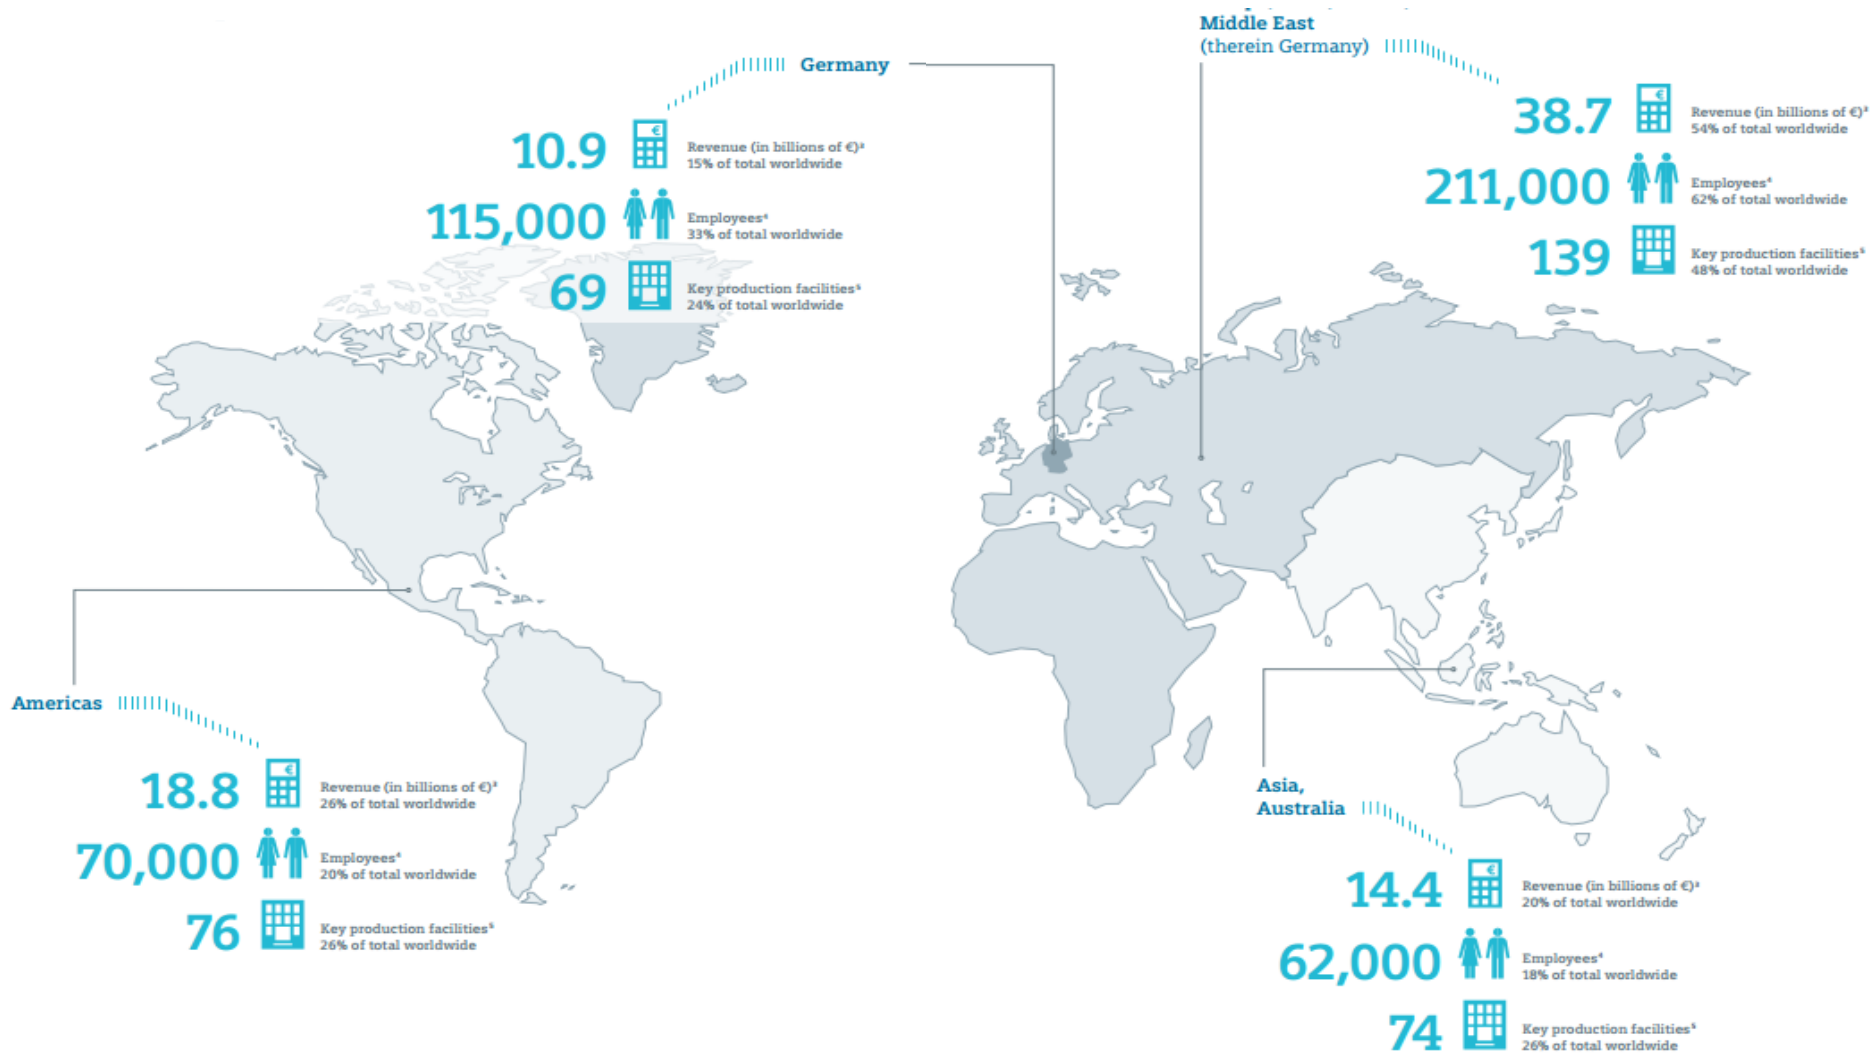 Germany
10.9
Revenue (in billions of €)³
15% of total worldwide
115,000
Employees⁴
33% of total worldwide
69
Key production facilities⁵
24% of total worldwide
Middle East
(therein Germany)
38.7
Revenue (in billions of €)³
54% of total worldwide
211,000
Employees⁴
62% of total worldwide
139
Key production facilities⁵
48% of total worldwide
Americas
18.8
Revenue (in billions of €)³
26% of total worldwide
70,000
Employees⁴
20% of total worldwide
76
Key production facilities⁵
26% of total worldwide
Asia,
Australia
14.4
Revenue (in billions of €)³
20% of total worldwide
62,000
Employees⁴
18% of total worldwide
74
Key production facilities⁵
26% of total worldwide